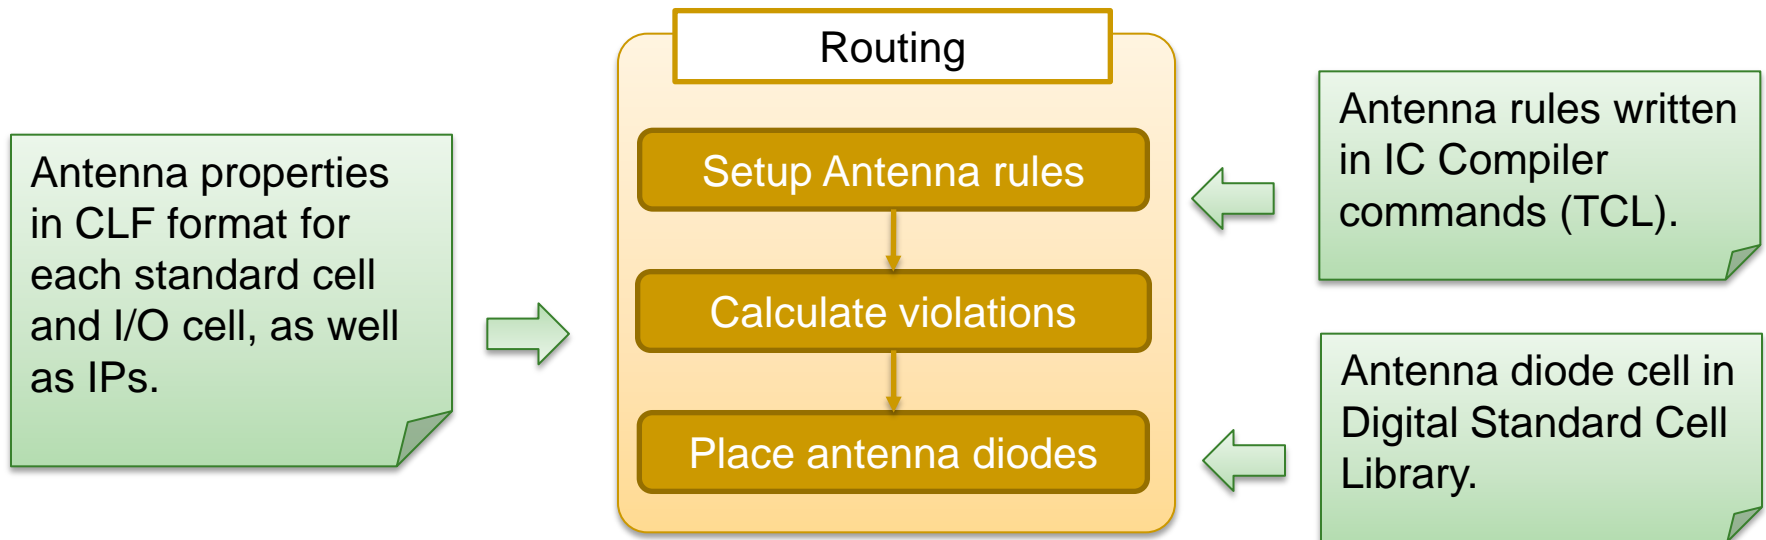 Routing
Setup Antenna rules
Calculate violations
Place antenna diodes
Antenna properties
in CLF format for
each standard cell
and I/O cell, as well
as IPs.
Antenna rules written
in IC Compiler
commands (TCL).
Antenna diode cell in
Digital Standard Cell
Library.